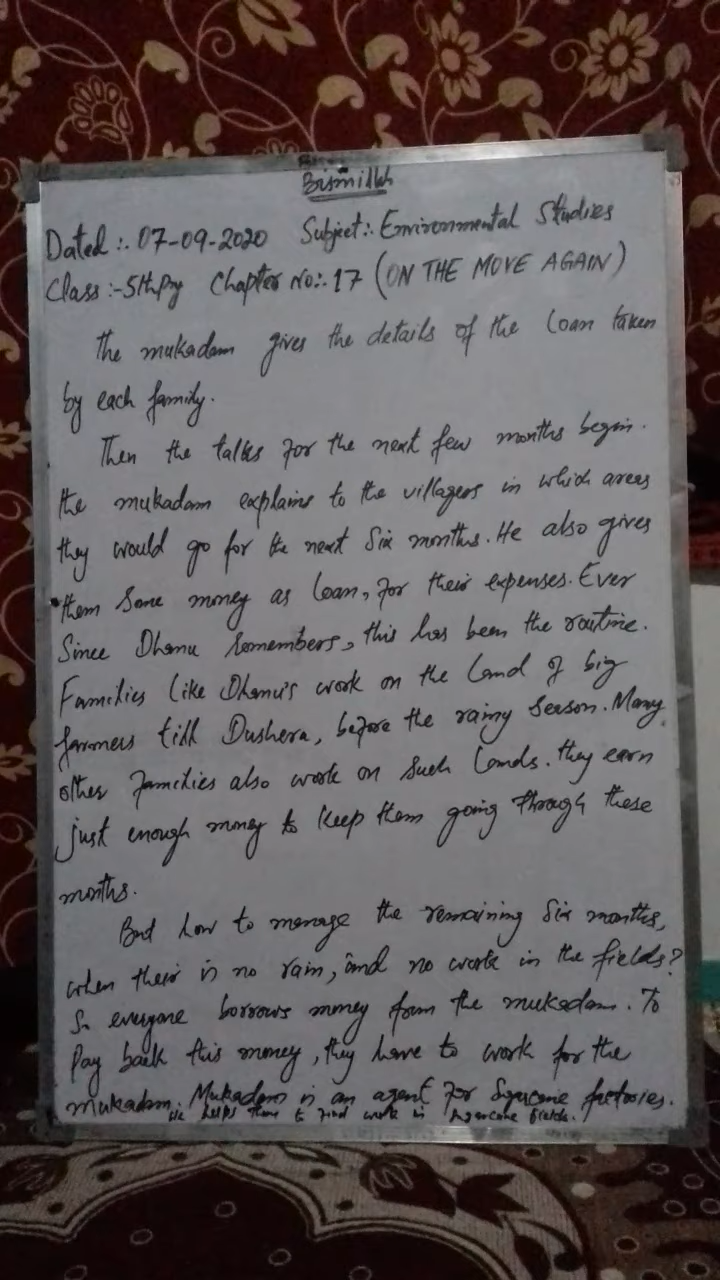 Bismillah
Dated :. 07-09-2020 Subject:. Environmental Studies
Class :- 5th Chapter No:. 17 (ON THE MOVE AGAIN)
The mukadam gives the details of the loan taken
by each family.
Then the talks for the next few months begin.
The mukadam explains to the villagers in which areas
they would go for the next six months. He also gives
them some money as loan, for their expenses. Ever
Since Dhanu remembers, this has been the routine.
Families like Dhanu's work on the land of big
farmers till Dushera, before the rainy season. Many
other families also work on such lands. They earn
just enough money to keep them going through these
months.
But how to manage the remaining six months,
when their is no rain, and no work in the fields?
So everyone borrows money from the mukadam. To
Pay back this money, they have to work for the
mukadam. Mukadam is an agent for Sugarcane factories.
He helps them to find work in sugarcane fields.